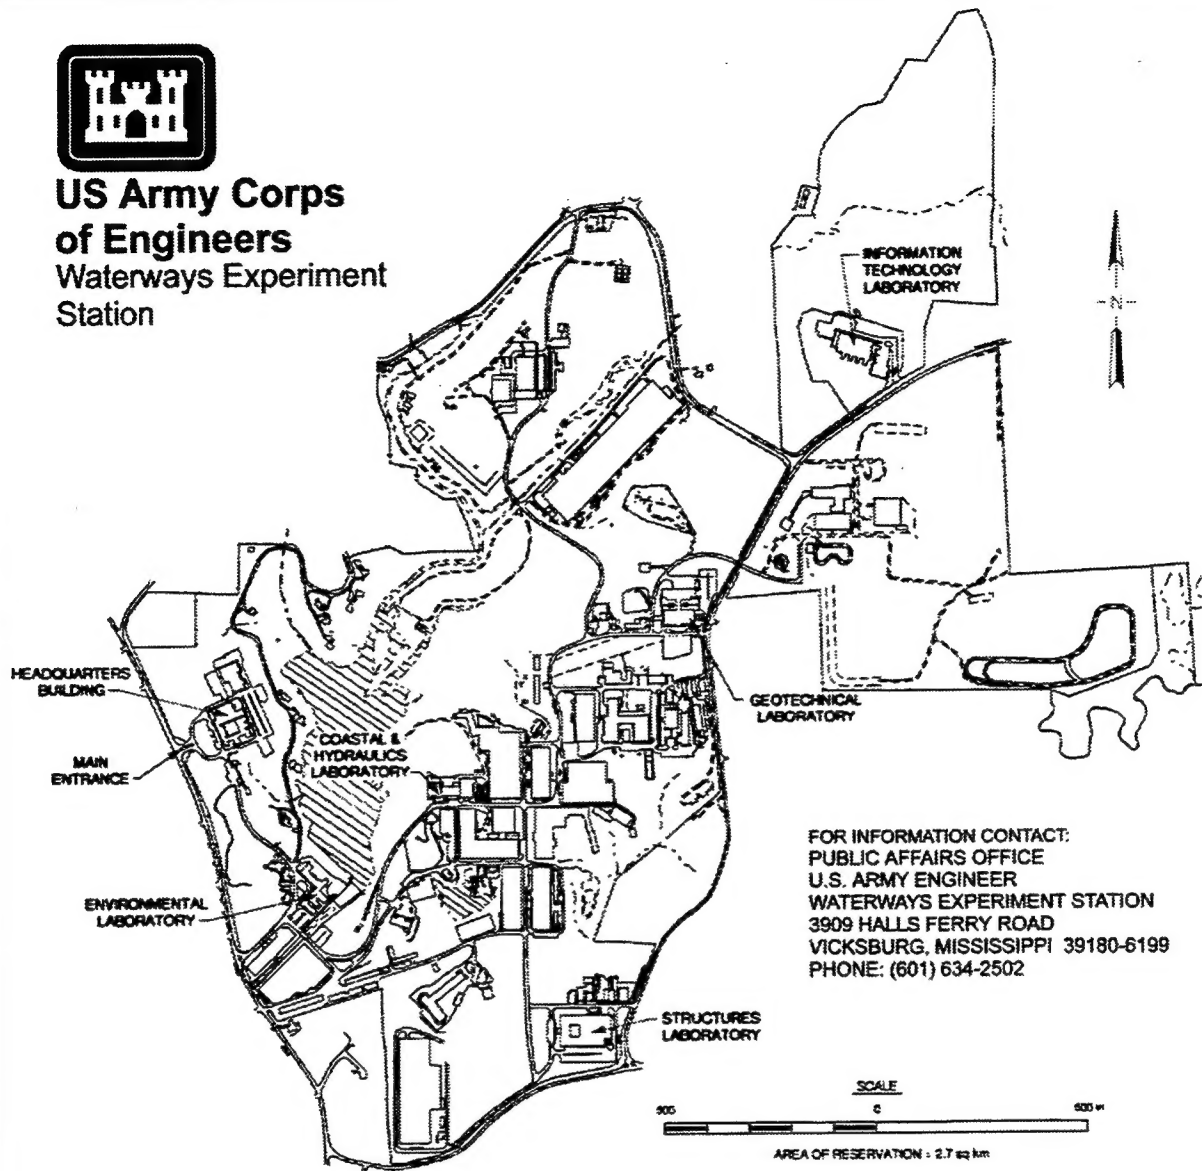 US Army Corps
of Engineers
Waterways Experiment
Station
INFORMATION
TECHNOLOGY
LABORATORY
N
HEADQUARTERS
BUILDING
MAIN
ENTRANCE
COASTAL &
HYDRAULICS
LABORATORY
GEOTECHNICAL
LABORATORY
ENVIRONMENTAL
LABORATORY
STRUCTURES
LABORATORY
FOR INFORMATION CONTACT:
PUBLIC AFFAIRS OFFICE
U.S. ARMY ENGINEER
WATERWAYS EXPERIMENT STATION
3909 HALLS FERRY ROAD
VICKSBURG, MISSISSIPPI 39180-6199
PHONE: (601) 634-2502
SCALE
500 0 500 m
AREA OF RESERVATION = 2.7 sq km